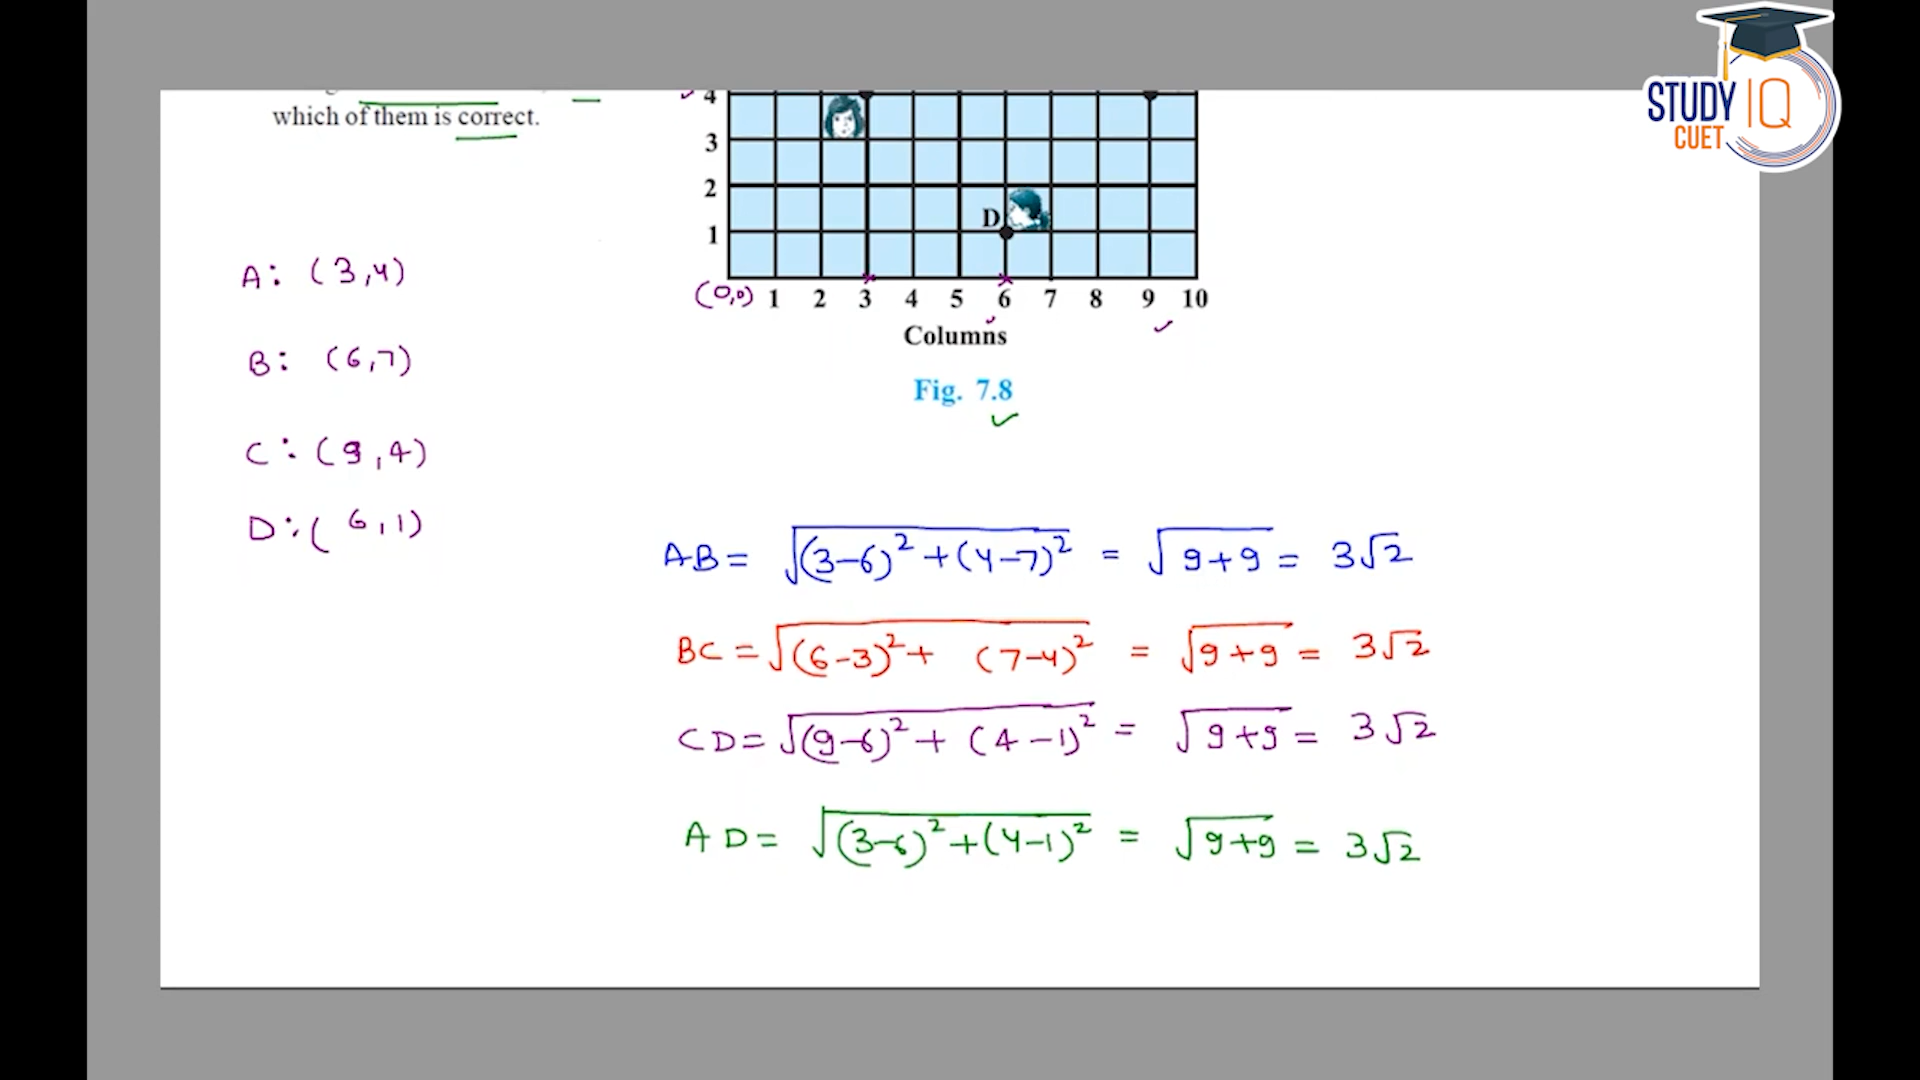 STUDY IQ
CUET
which of them is correct.
4
3
2
D
1
(0,0) 1 2 3 4 5 6 7 8 9 10
Columns
Fig. 7.8
A: (3,4)
B: (6,7)
C: (9,4)
D: (6,1)
AB = √(3-6)² + (4-7)² = √9+9 = 3√2
BC = √(6-3)² + (7-4)² = √9+9 = 3√2
CD = √(9-6)² + (4-1)² = √9+9 = 3√2
AD = √(3-6)² + (4-1)² = √9+9 = 3√2